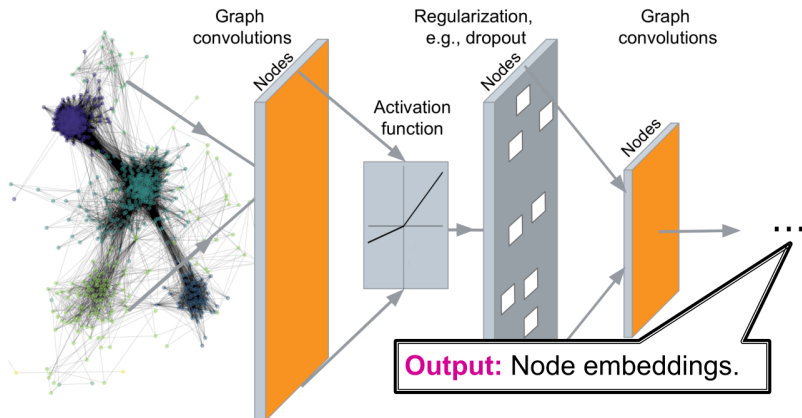 Graph
convolutions
Regularization,
e.g., dropout
Graph
convolutions
Nodes
Activation
function
Nodes
Nodes
...
Output: Node embeddings.